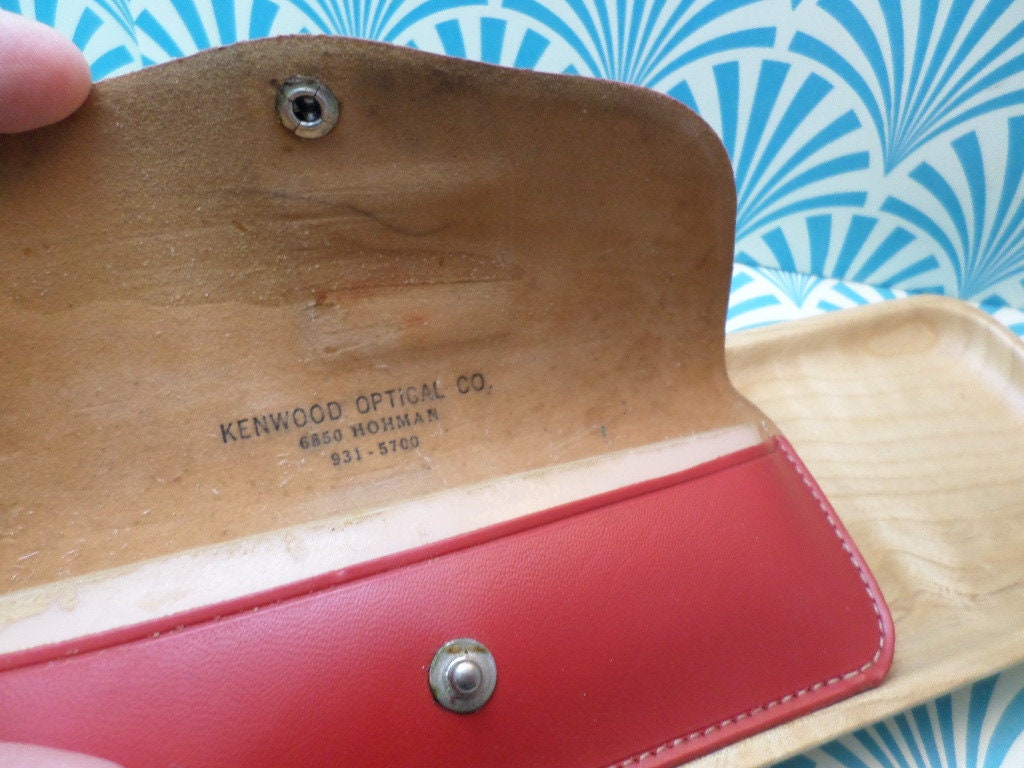 KENWOOD OPTICAL CO.
6850 HOHMAN
931-5700